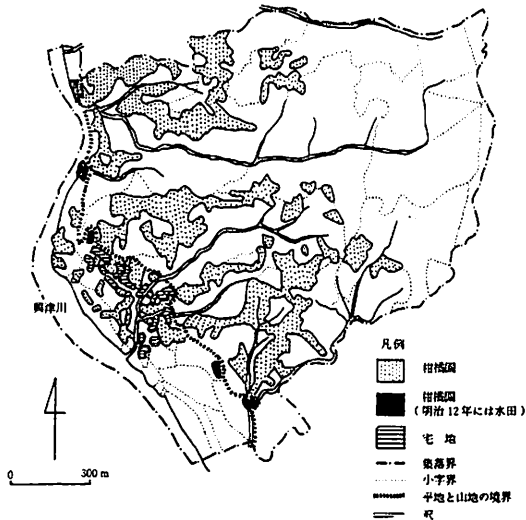 興津川
凡例
柑橘園
柑橘園
(明治12年には水田)
宅地
集落界
小字界
平地と山地の境界
沢
0 300 m